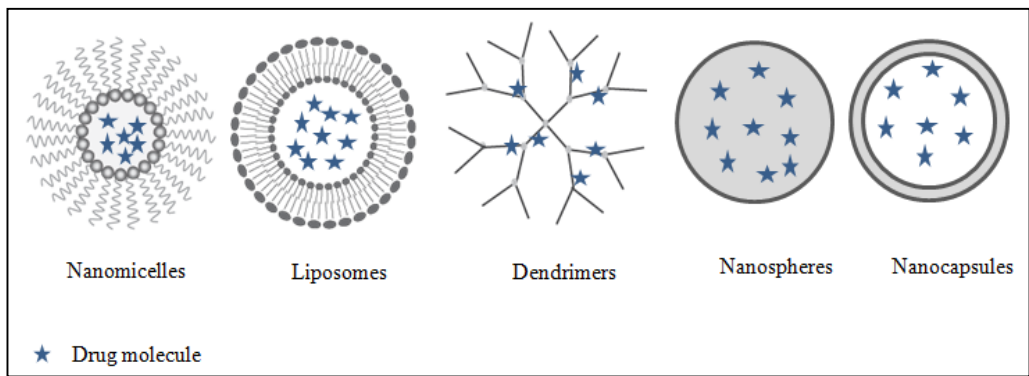 Nanomicelles
Liposomes
Dendrimers
Nanospheres
Nanocapsules
Drug molecule